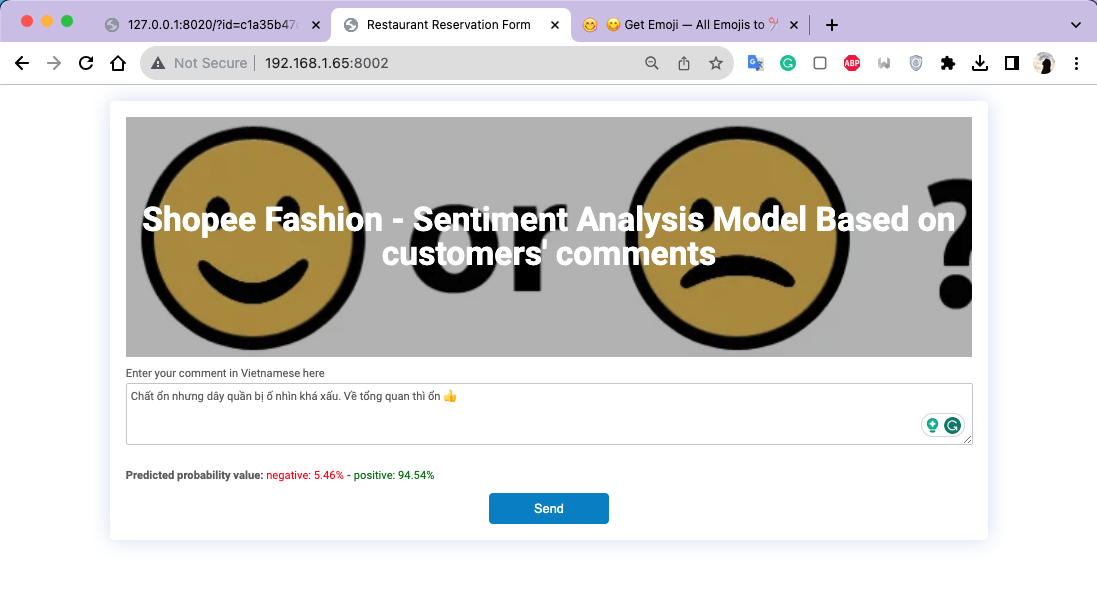 127.0.0.1:8020/?id=c1a35b47
Restaurant Reservation Form
😋 Get Emoji — All Emojis to ✂
Not Secure
192.168.1.65:8002
ABP
or ?
Shopee Fashion - Sentiment Analysis Model Based on
customers' comments
Enter your comment in Vietnamese here
Chất ổn nhưng dây quần bị ố nhìn khá xấu. Về tổng quan thì ổn 👍
Predicted probability value: negative: 5.46% - positive: 94.54%
Send